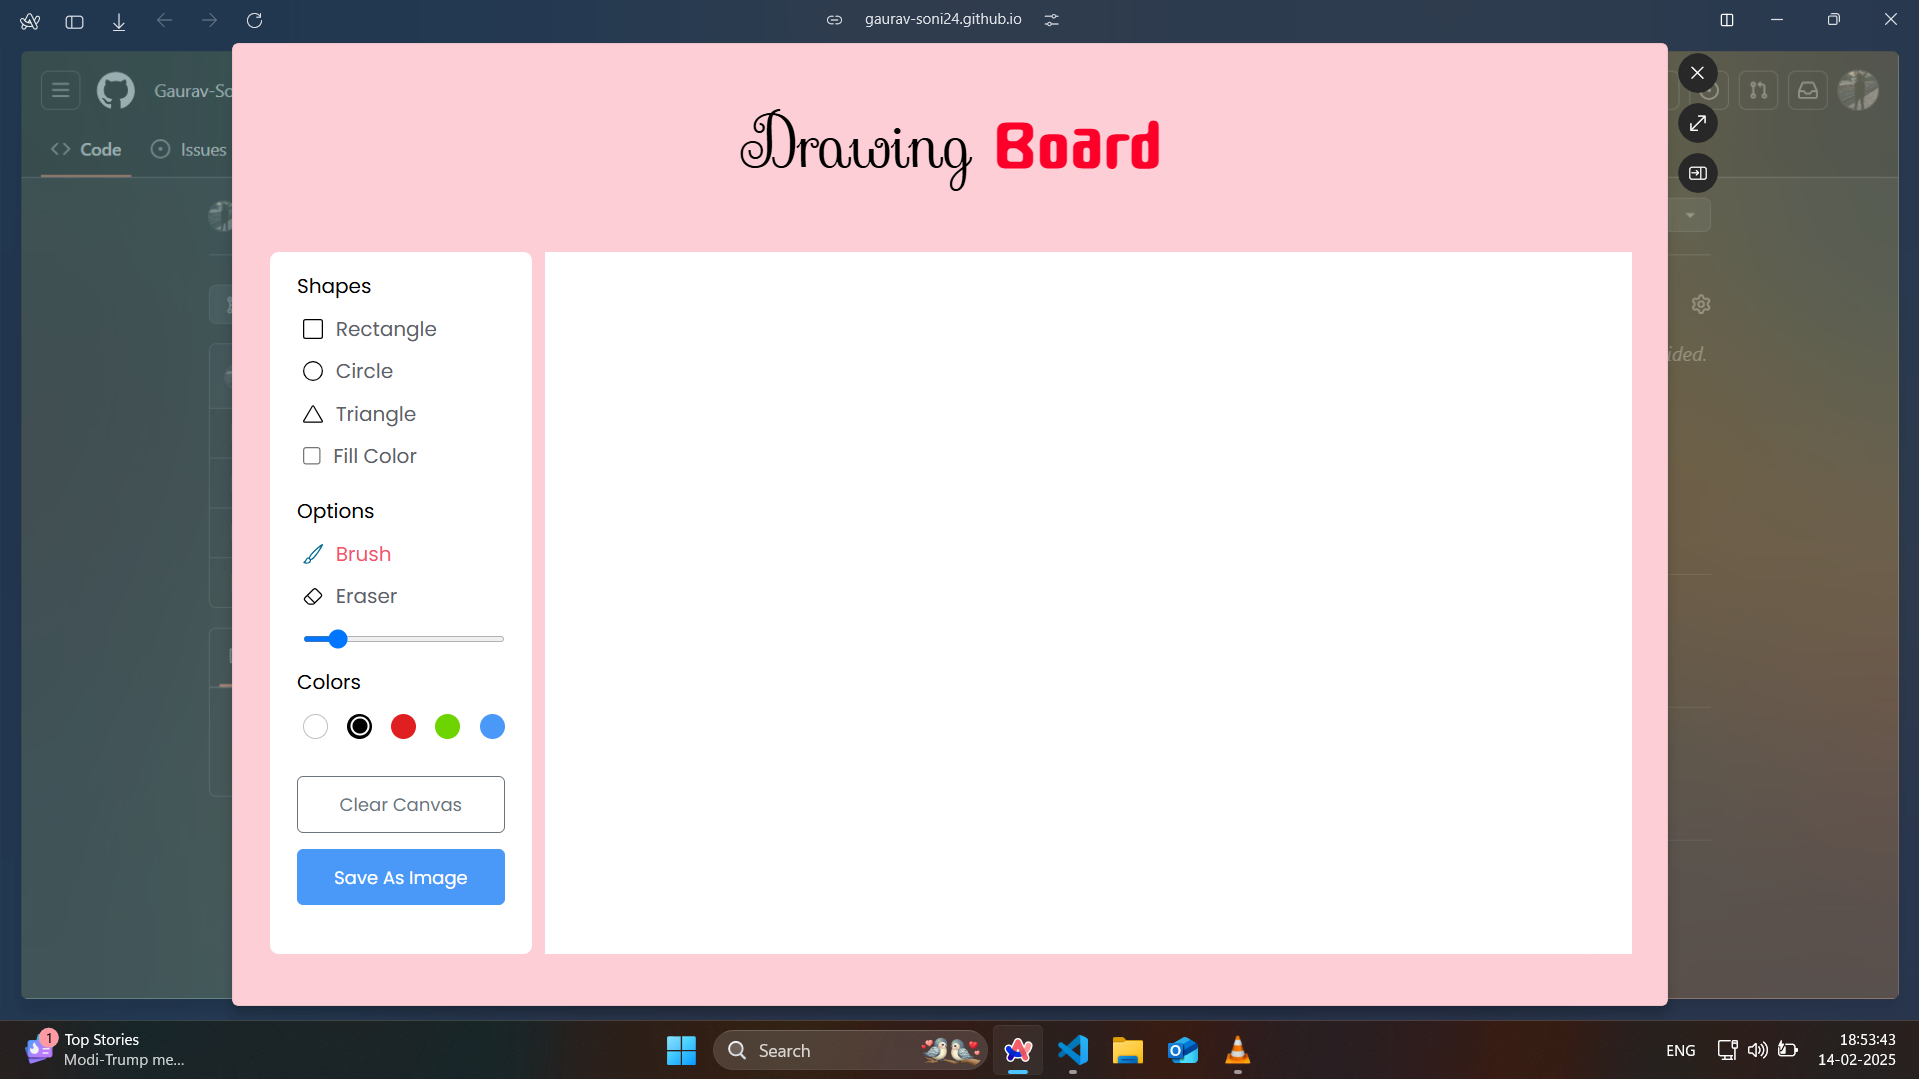 gaurav-soni24.github.io
Gaurav-So
Code
Issues
Drawing Board
ided.
Shapes
Rectangle
Circle
Triangle
Fill Color
Options
Brush
Eraser
Colors
Clear Canvas
Save As Image
1
Top Stories
Modi-Trump me...
Search
ENG
18:53:43
14-02-2025